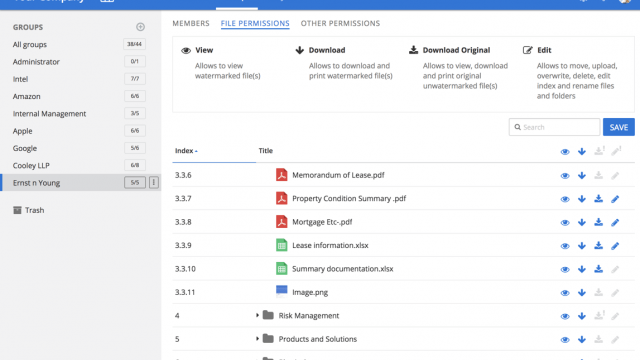 GROUPS
All groups 38/44
Administrator 0/1
Intel 7/7
Amazon 6/6
Internal Management 3/5
Apple 6/6
Google 6/6
Cooley LLP 6/8
Ernst n Young 5/5
Trash
MEMBERS FILE PERMISSIONS OTHER PERMISSIONS
View
Allows to view
watermarked file(s)
Download
Allows to download and
print watermarked file(s)
Download Original
Allows to view, download
and print original
unwatermarked file(s)
Edit
Allows to move, upload,
overwrite, delete, edit
index and rename files
and folders
Search SAVE
Index Title
3.3.6 Memorandum of Lease.pdf
3.3.7 Property Condition Summary .pdf
3.3.8 Mortgage Etc-.pdf
3.3.9 Lease information.xlsx
3.3.10 Summary documentation.xlsx
3.3.11 Image.png
4 Risk Management
5 Products and Solutions